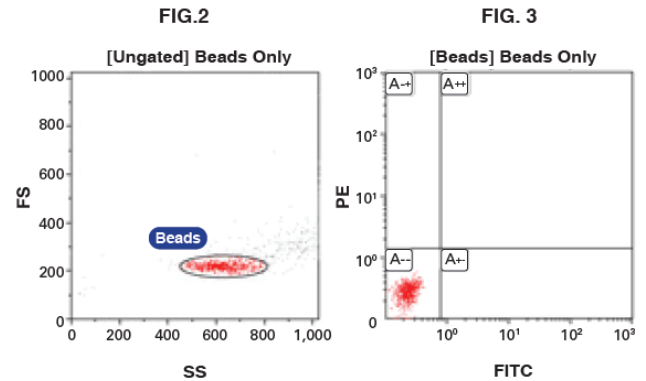 FIG.2
[Ungated] Beads Only
1000
800
600
400
200
0
FS
Beads
0 200 400 600 800 1,000
SS
FIG. 3
[Beads] Beads Only
10³
10²
10¹
10⁰
0
PE
A-+ A++
A-- A+-
10⁰ 10¹ 10² 10³
FITC